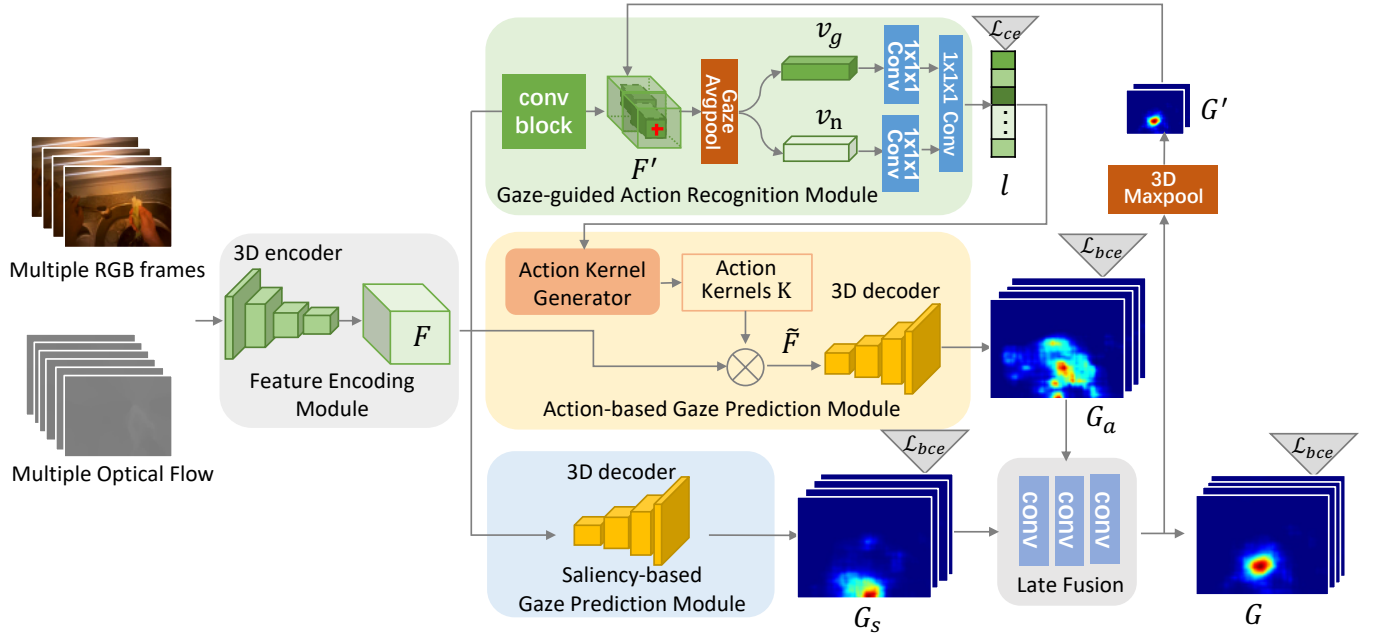 Multiple RGB frames
Multiple Optical Flow
3D encoder
F
Feature Encoding
Module
conv
block
F′
Gaze
Avgpool
v_g
v_n
1x1x1
Conv
1x1x1
Conv
1x1x1 Conv
ℒ_ce
l
Gaze-guided Action Recognition Module
G′
3D
Maxpool
Action Kernel
Generator
Action
Kernels K
F̃
3D decoder
Action-based Gaze Prediction Module
ℒ_bce
G_a
3D decoder
Saliency-based
Gaze Prediction Module
ℒ_bce
G_s
conv
conv
conv
Late Fusion
ℒ_bce
G